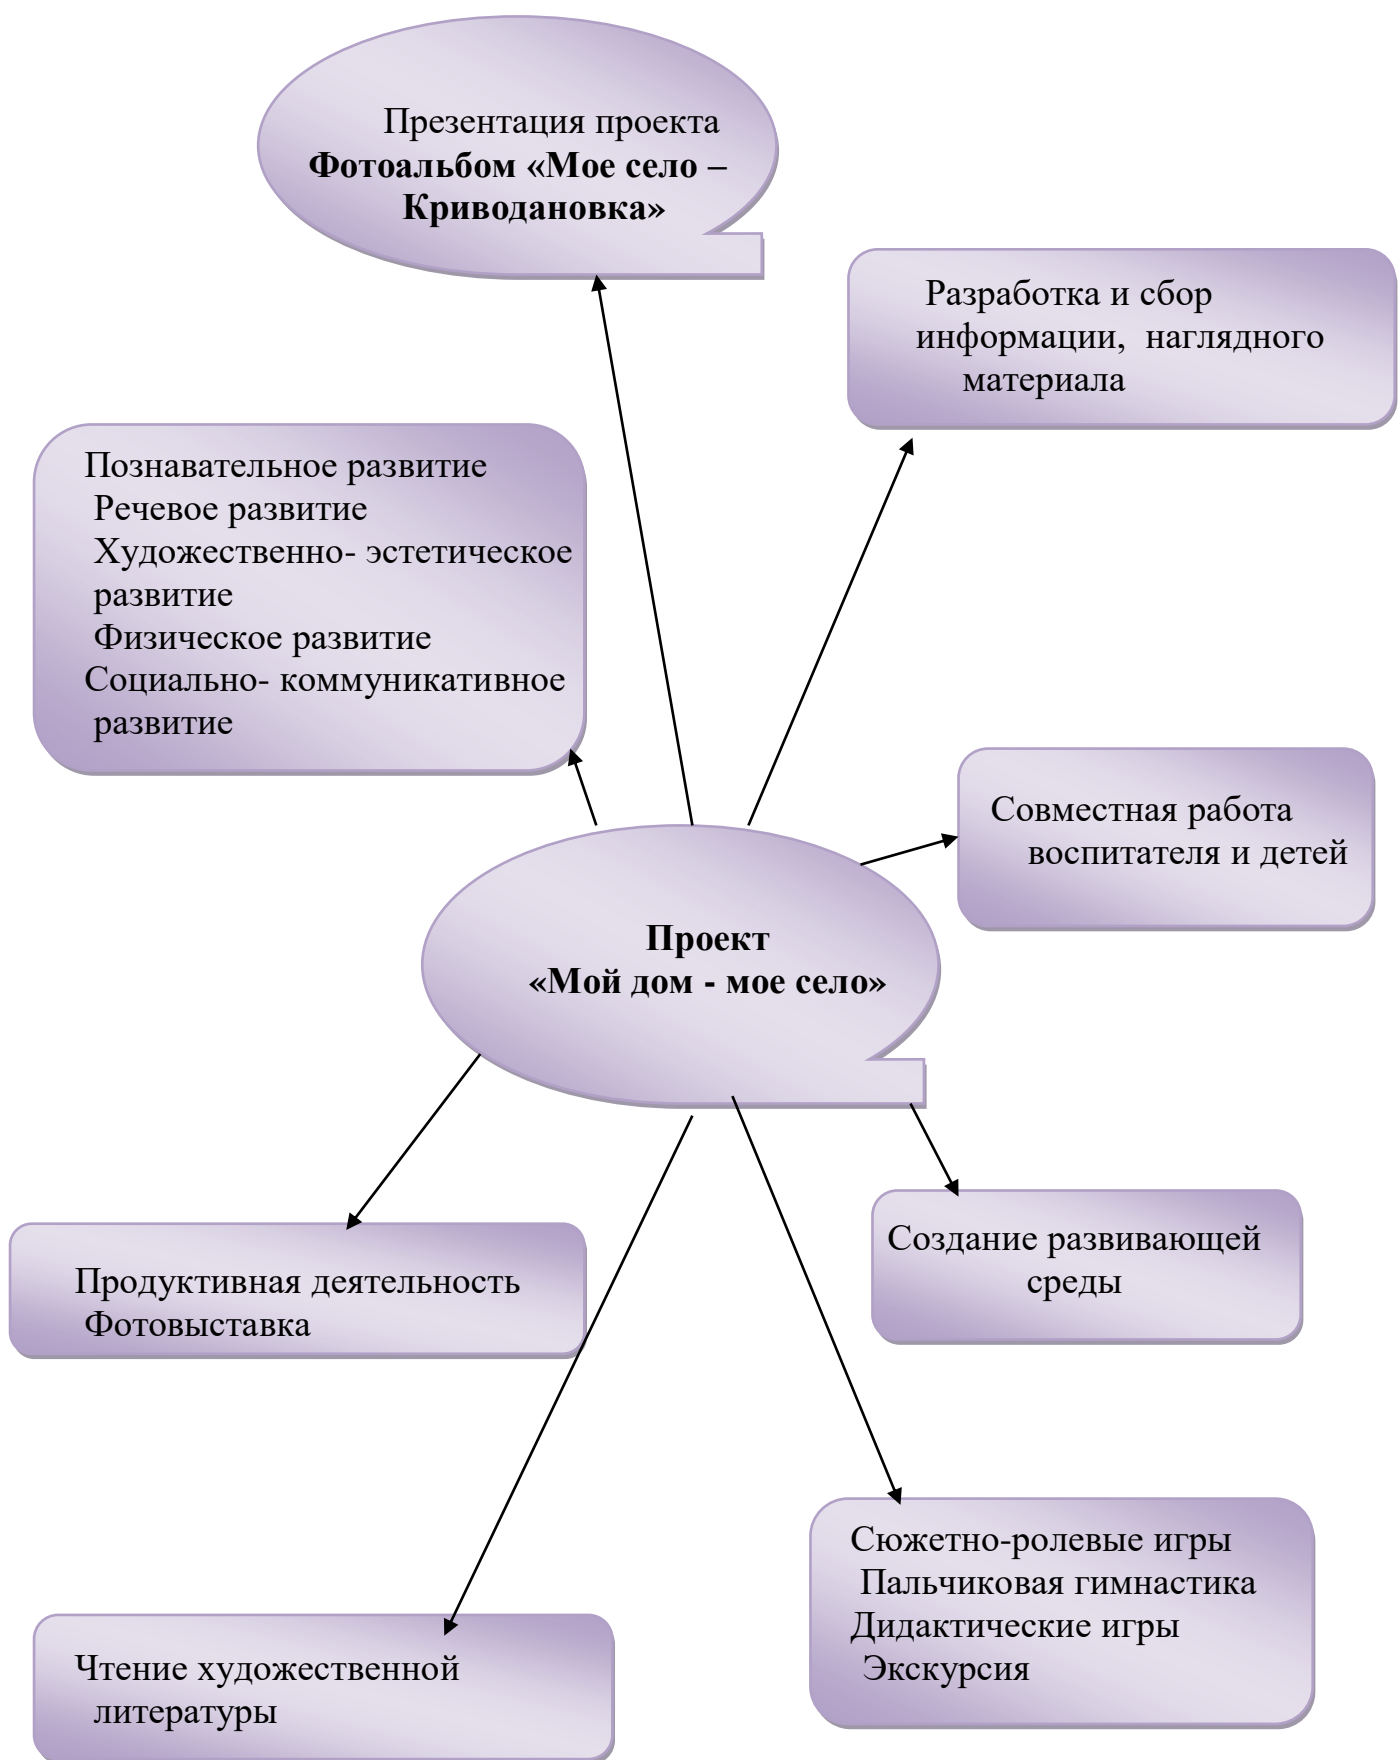 Презентация проекта
Фотоальбом «Мое село –
Криводановка»
Разработка и сбор
информации, наглядного
материала
Познавательное развитие
Речевое развитие
Художественно- эстетическое
развитие
Физическое развитие
Социально- коммуникативное
развитие
Совместная работа
воспитателя и детей
Проект
«Мой дом - мое село»
Создание развивающей
среды
Продуктивная деятельность
Фотовыставка
Сюжетно-ролевые игры
Пальчиковая гимнастика
Дидактические игры
Экскурсия
Чтение художественной
литературы